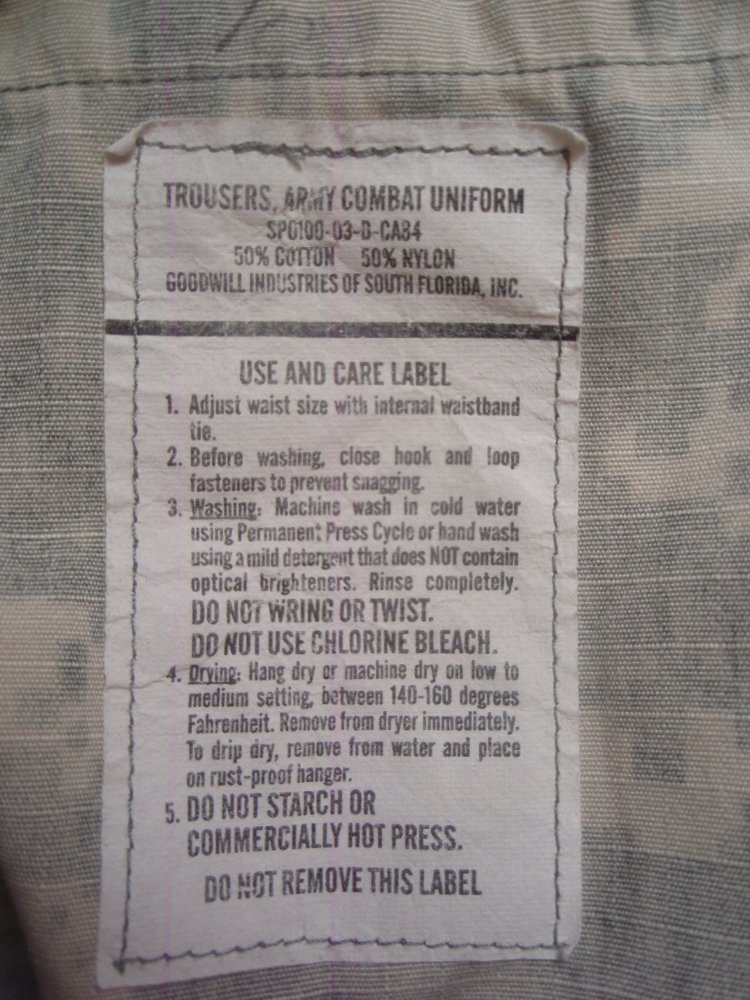 TROUSERS, ARMY COMBAT UNIFORM
SPO100-03-D-CA84
50% COTTON 50% NYLON
GOODWILL INDUSTRIES OF SOUTH FLORIDA, INC.
USE AND CARE LABEL
1. Adjust waist size with internal waistband
tie.
2. Before washing, close hook and loop
fasteners to prevent snagging.
3. Washing: Machine wash in cold water
using Permanent Press Cycle or hand wash
using a mild detergent that does NOT contain
optical brighteners. Rinse completely.
DO NOT WRING OR TWIST.
DO NOT USE CHLORINE BLEACH.
4. Drying: Hang dry or machine dry on low to
medium setting, between 140-160 degrees
Fahrenheit. Remove from dryer immediately.
To drip dry, remove from water and place
on rust-proof hanger.
5. DO NOT STARCH OR
COMMERCIALLY HOT PRESS.
DO NOT REMOVE THIS LABEL